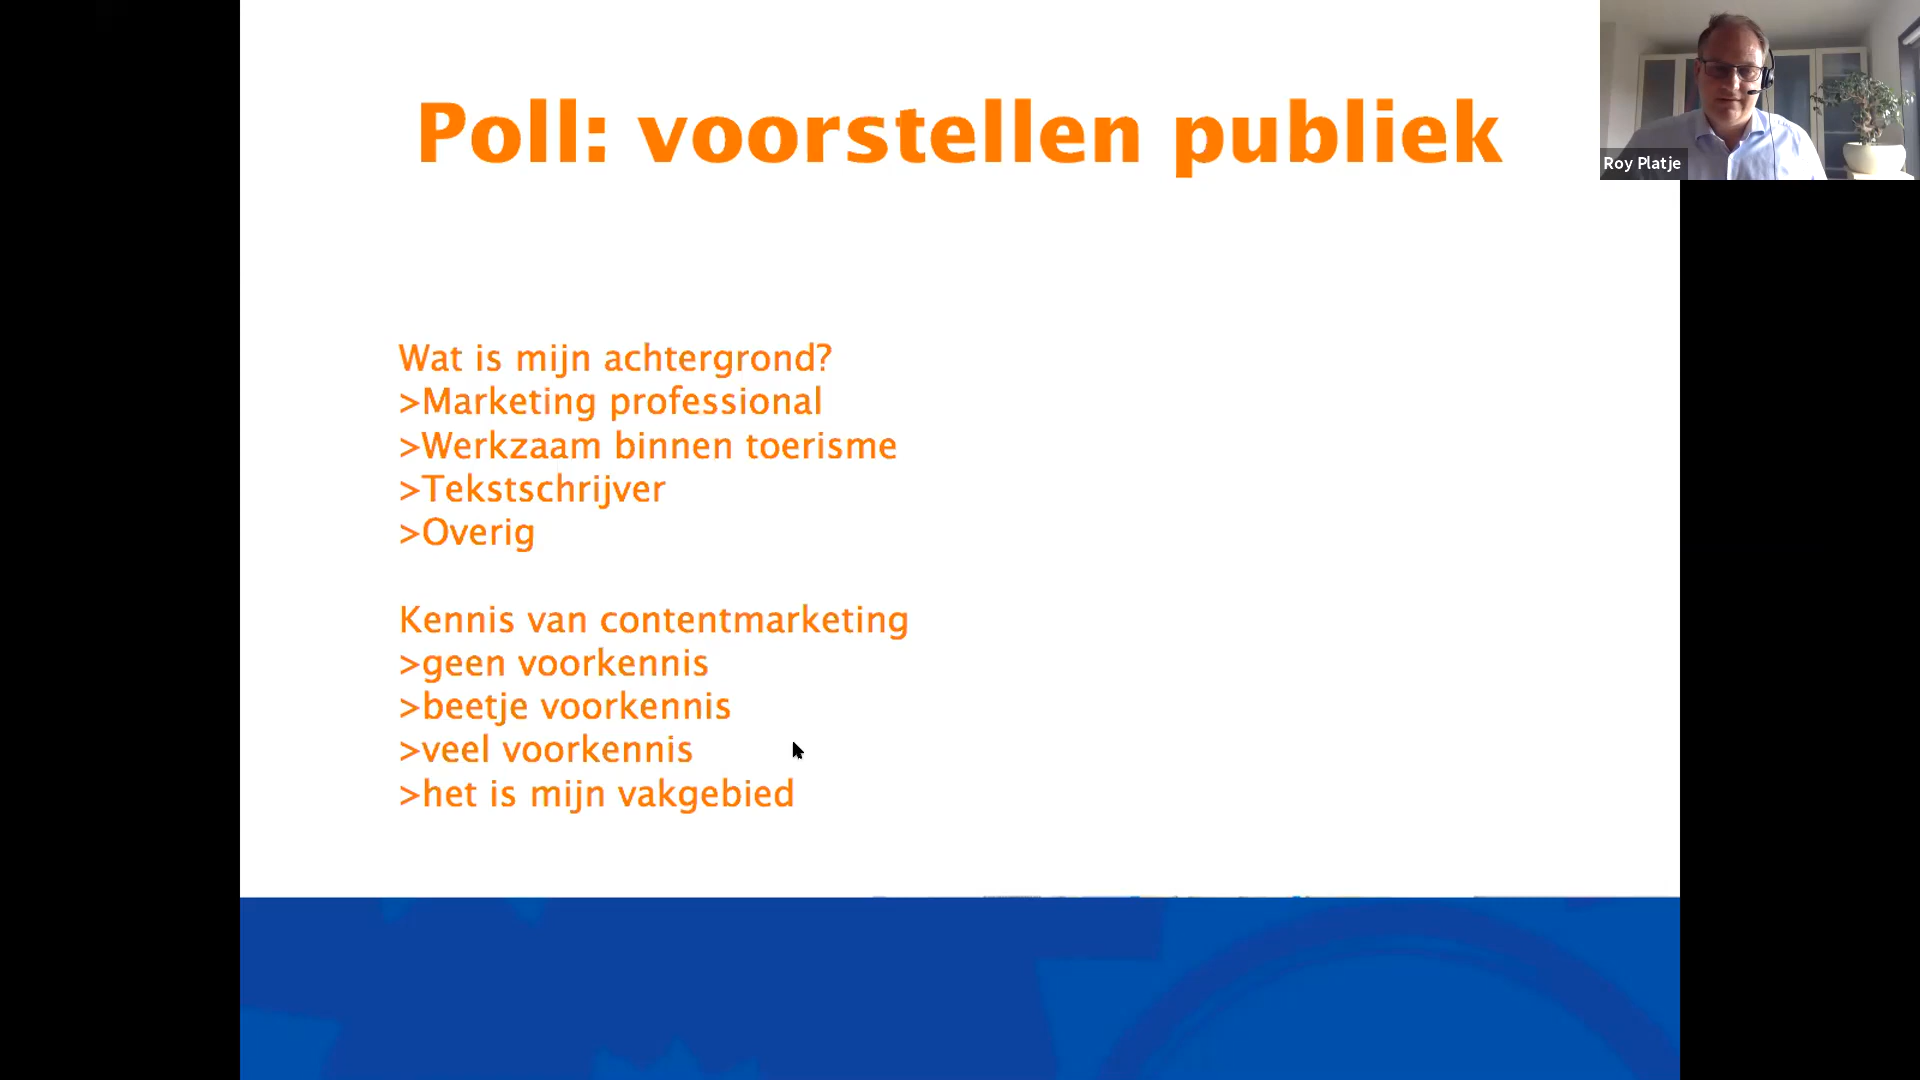 Poll: voorstellen publiek
Roy Platje
Wat is mijn achtergrond?
>Marketing professional
>Werkzaam binnen toerisme
>Tekstschrijver
>Overig
Kennis van contentmarketing
>geen voorkennis
>beetje voorkennis
>veel voorkennis
>het is mijn vakgebied